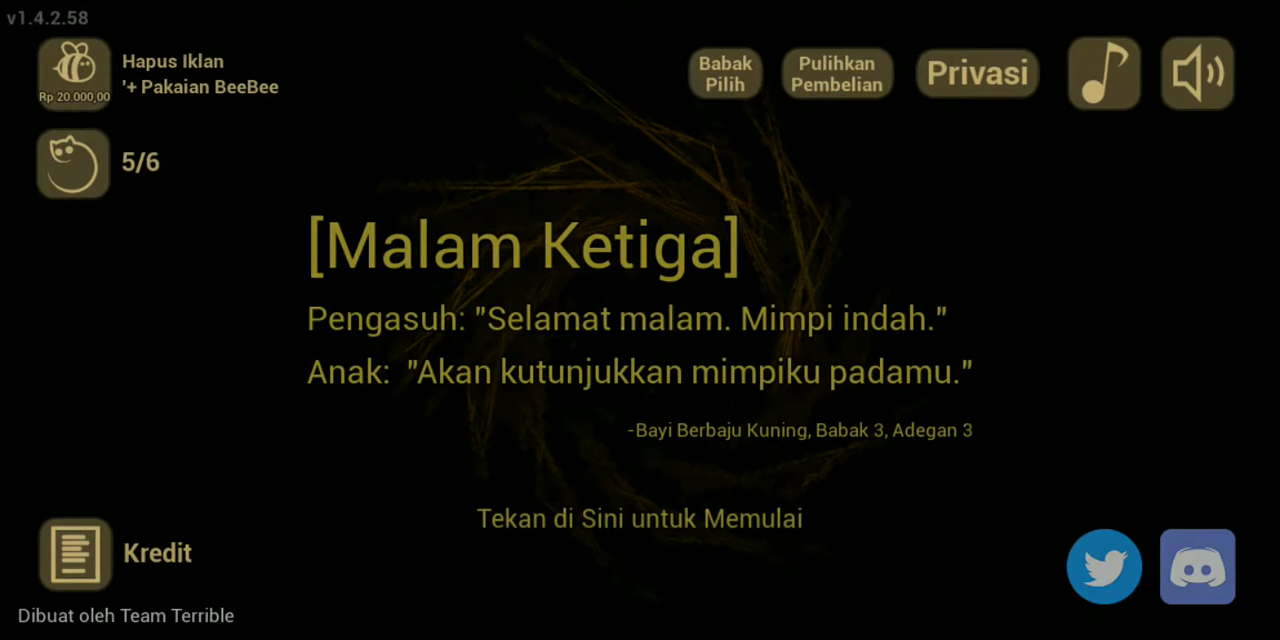 v1.4.2.58
Hapus Iklan
'+ Pakaian BeeBee
Rp 20.000,00
Babak
Pilih
Pulihkan
Pembelian
Privasi
5/6
[Malam Ketiga]
Pengasuh: "Selamat malam. Mimpi indah."
Anak:  "Akan kutunjukkan mimpiku padamu."
-Bayi Berbaju Kuning, Babak 3, Adegan 3
Tekan di Sini untuk Memulai
Kredit
Dibuat oleh Team Terrible